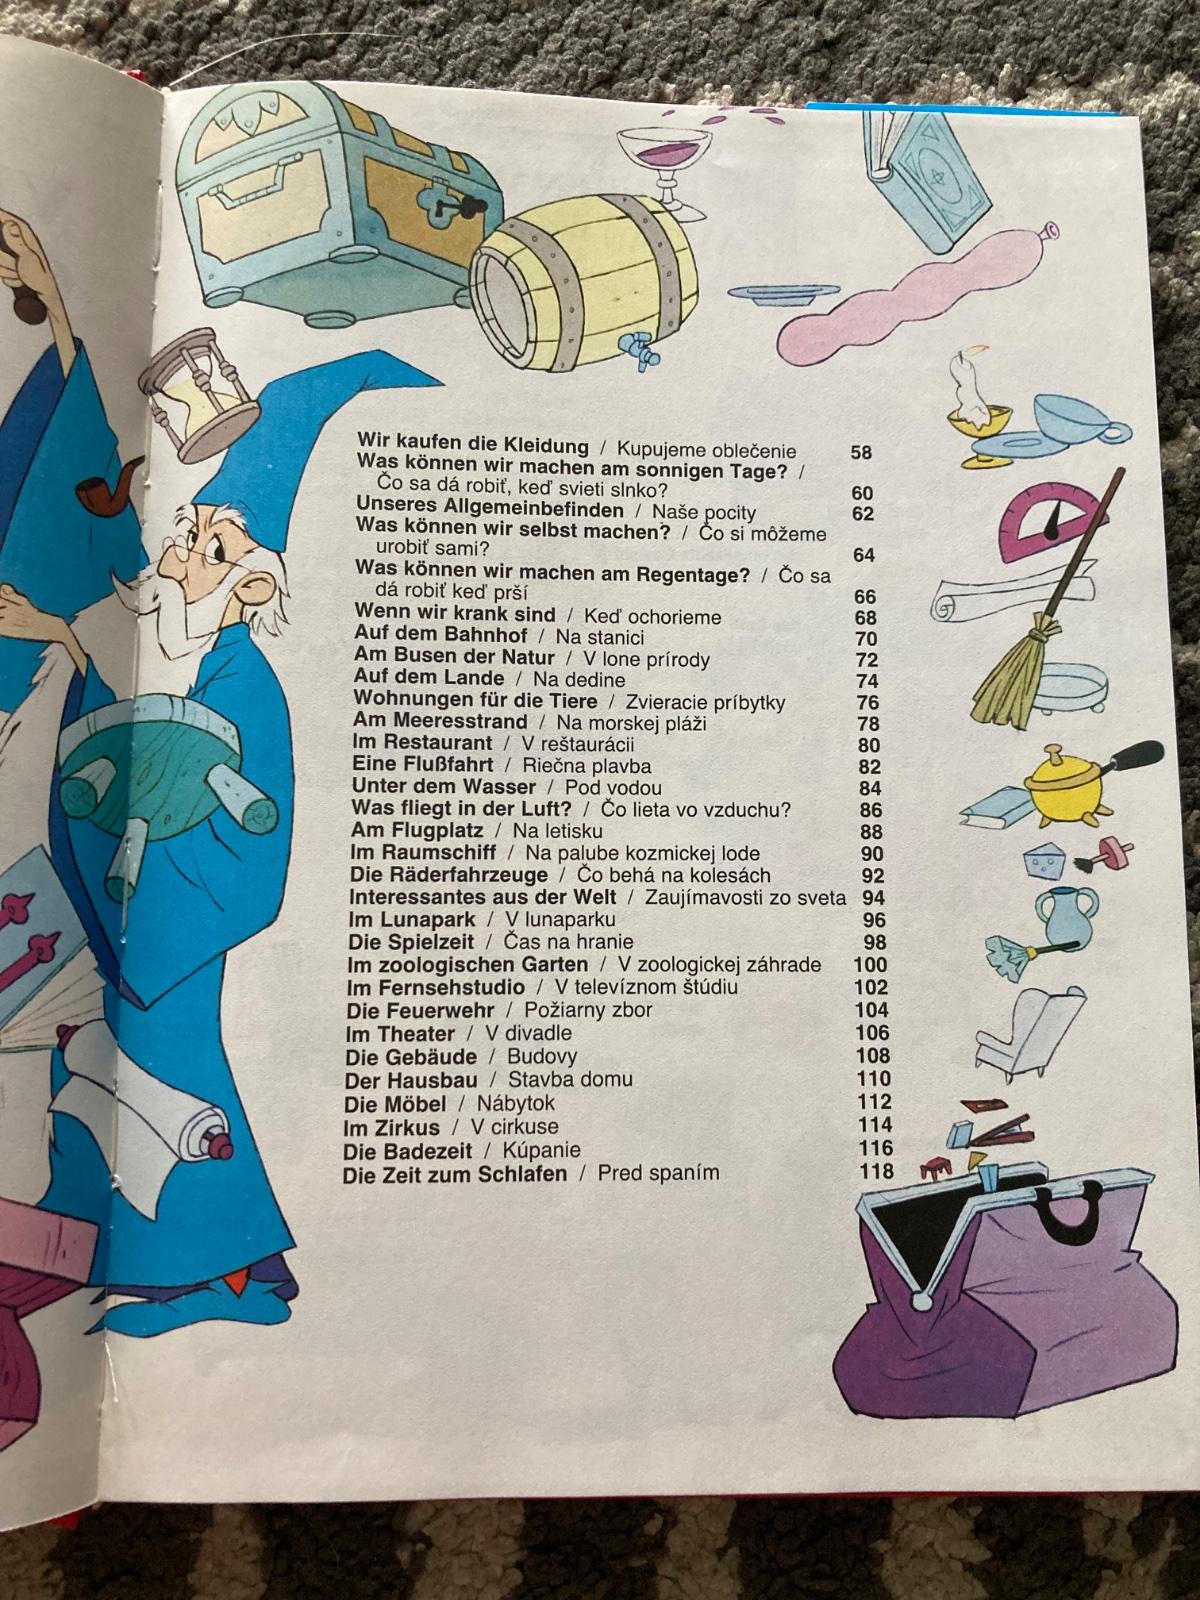 Wir kaufen die Kleidung / Kupujeme oblečenie 58
Was können wir machen am sonnigen Tage? /
Čo sa dá robiť, keď svieti slnko? 60
Unseres Allgemeinbefinden / Naše pocity 62
Was können wir selbst machen? / Čo si môžeme
urobiť sami? 64
Was können wir machen am Regentage? / Čo sa
dá robiť keď prší 66
Wenn wir krank sind / Keď ochorieme 68
Auf dem Bahnhof / Na stanici 70
Am Busen der Natur / V lone prírody 72
Auf dem Lande / Na dedine 74
Wohnungen für die Tiere / Zvieracie príbytky 76
Am Meeresstrand / Na morskej pláži 78
Im Restaurant / V reštaurácii 80
Eine Flußfahrt / Riečna plavba 82
Unter dem Wasser / Pod vodou 84
Was fliegt in der Luft? / Čo lieta vo vzduchu? 86
Am Flugplatz / Na letisku 88
Im Raumschiff / Na palube kozmickej lode 90
Die Räderfahrzeuge / Čo behá na kolesách 92
Interessantes aus der Welt / Zaujímavosti zo sveta 94
Im Lunapark / V lunaparku 96
Die Spielzeit / Čas na hranie 98
Im zoologischen Garten / V zoologickej záhrade 100
Im Fernsehstudio / V televíznom štúdiu 102
Die Feuerwehr / Požiarny zbor 104
Im Theater / V divadle 106
Die Gebäude / Budovy 108
Der Hausbau / Stavba domu 110
Die Möbel / Nábytok 112
Im Zirkus / V cirkuse 114
Die Badezeit / Kúpanie 116
Die Zeit zum Schlafen / Pred spaním 118